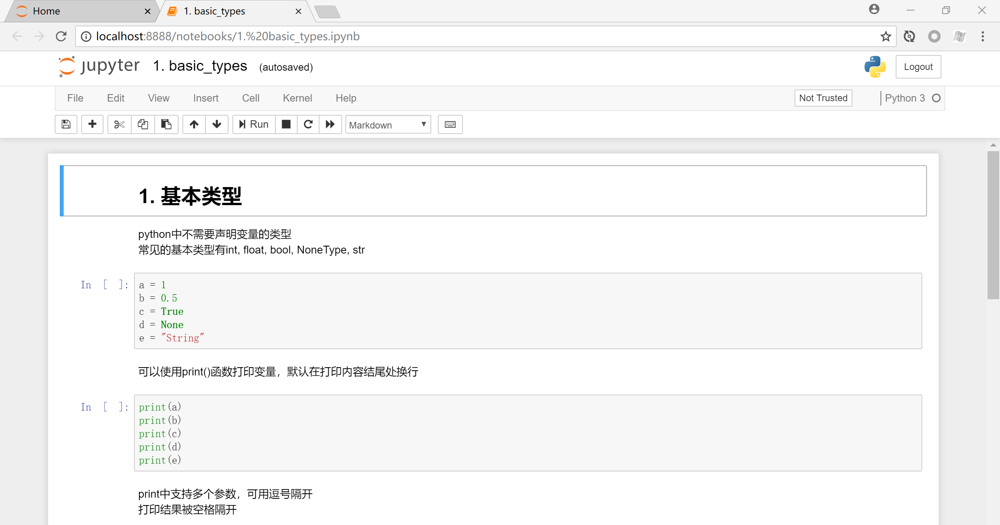 Home
1. basic_types
localhost:8888/notebooks/1.%20basic_types.ipynb
jupyter 1. basic_types (autosaved)
Logout
File Edit View Insert Cell Kernel Help
Not Trusted
Python 3
Run
Markdown
1. 基本类型
python中不需要声明变量的类型
常见的基本类型有int, float, bool, NoneType, str
In [ ]:
a = 1
b = 0.5
c = True
d = None
e = "String"
可以使用print()函数打印变量，默认在打印内容结尾处换行
In [ ]:
print(a)
print(b)
print(c)
print(d)
print(e)
print中支持多个参数，可用逗号隔开
打印结果被空格隔开